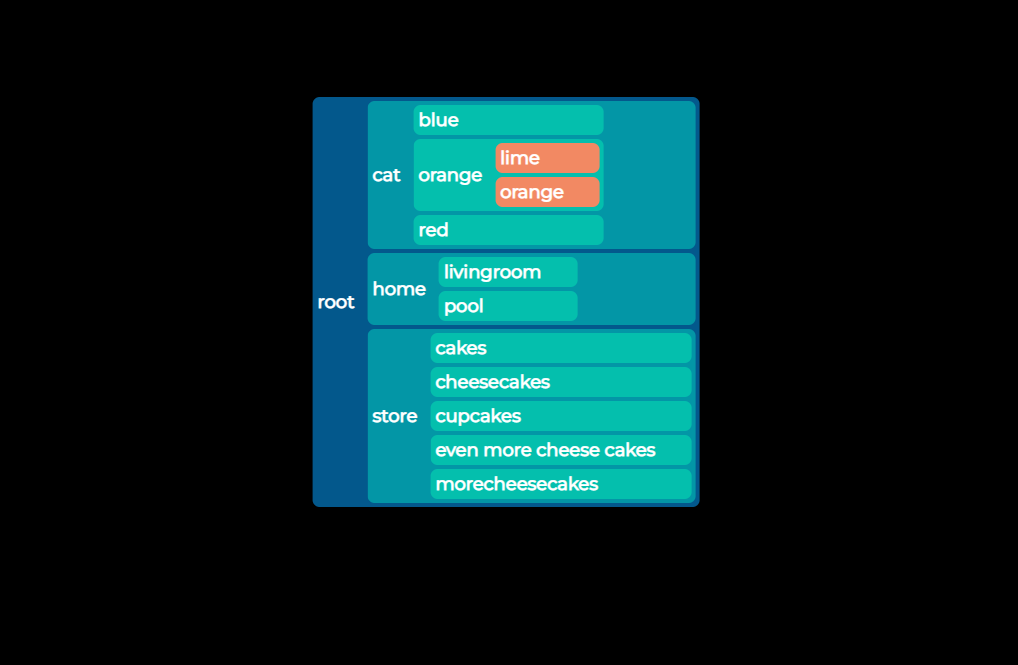 root
cat
blue
orange
lime
orange
red
home
livingroom
pool
store
cakes
cheesecakes
cupcakes
even more cheese cakes
morecheesecakes